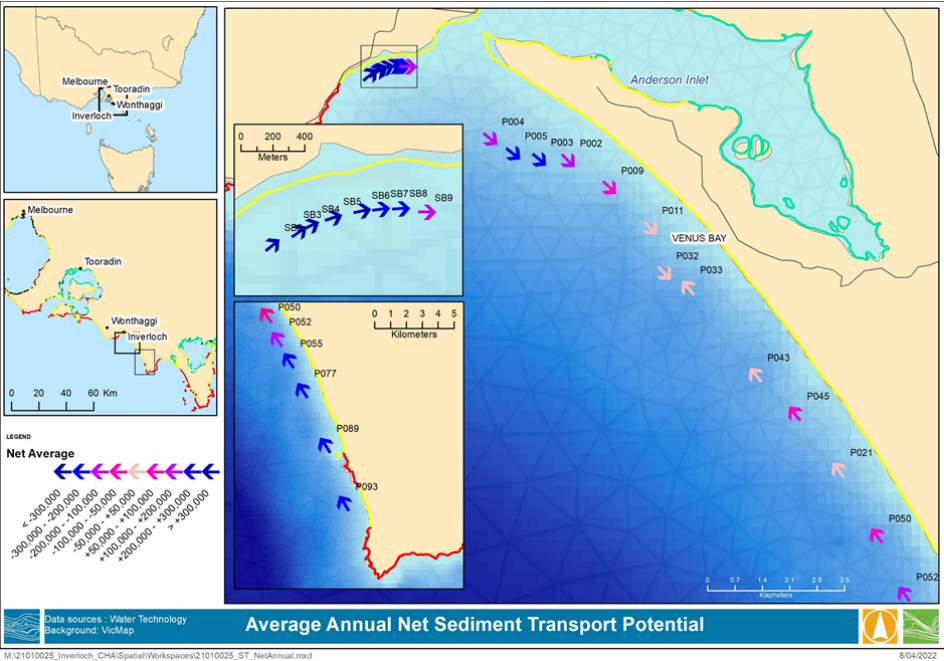 Melbourne
Tooradin
Wonthaggi
Inverloch
Melbourne
Tooradin
Wonthaggi
Inverloch
0 20 40 60 Km
LEGEND
Net Average
< -300,000
-300,000 - -200,000
-200,000 - -100,000
-100,000 - -50,000
-50,000 - +50,000
+50,000 - +100,000
+100,000 - +200,000
+200,000 - +300,000
> +300,000
0 200 400
Meters
SB3
SB4
SB5
SB6
SB7
SB8
SB9
P050
P052
P055
P077
P089
P093
0 1 2 3 4 5
Kilometers
Anderson Inlet
P004
P005
P003
P002
P009
P011
VENUS BAY
P032
P033
P043
P045
P021
P050
P052
0 0.7 1.4 2.1 2.8 3.5
Kilometers
Data sources : Water Technology
Background: VicMap
Average Annual Net Sediment Transport Potential
M:\21010025_Inverloch_CHA\Spatial\Workspaces\21010025_ST_NetAnnual.mxd
8/04/2022